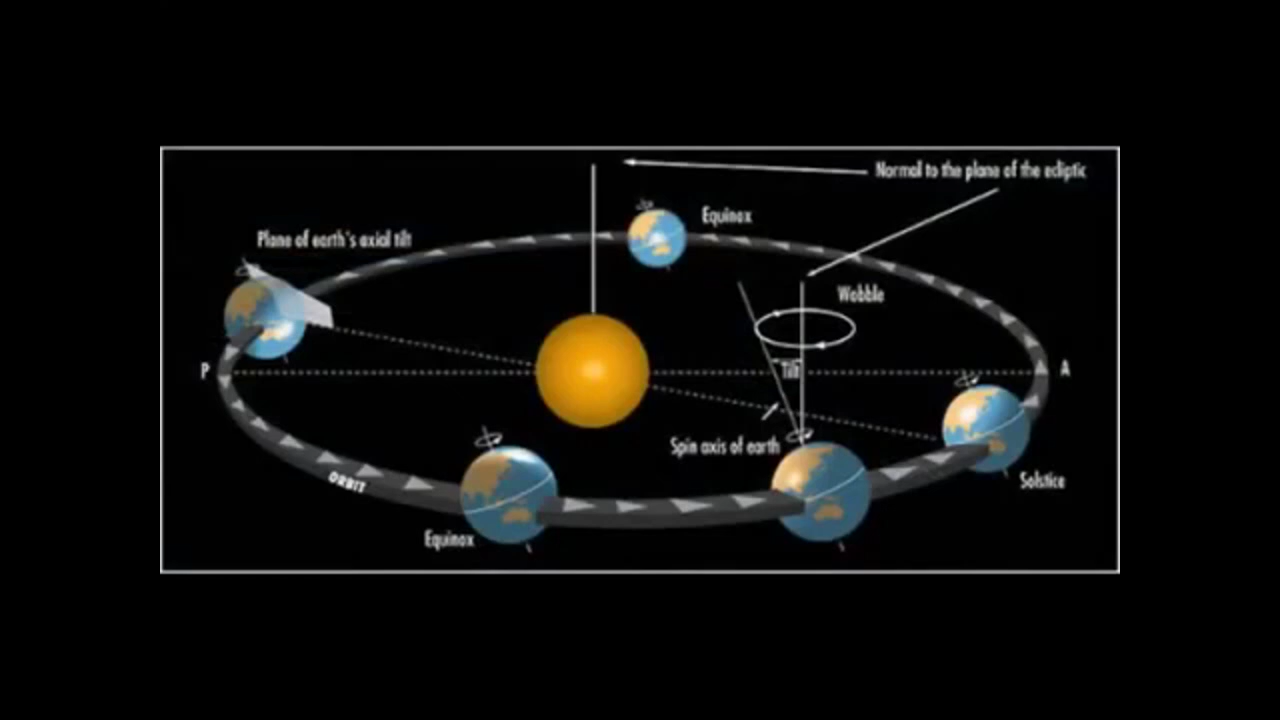 Normal to the plane of the ecliptic
Equinox
Plane of earth's axial tilt
Wobble
P
Tilt
A
Spin axis of earth
ORBIT
Solstice
Equinox